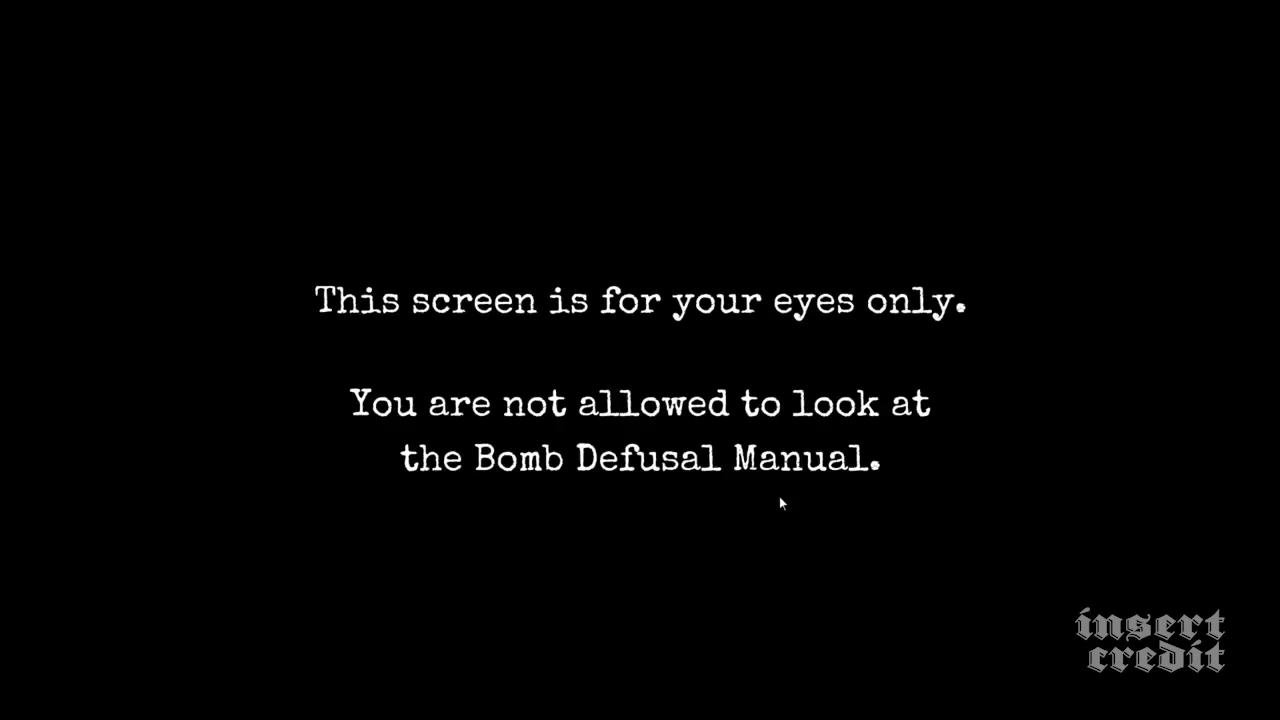 This screen is for your eyes only.
You are not allowed to look at
the Bomb Defusal Manual.
insert
credit